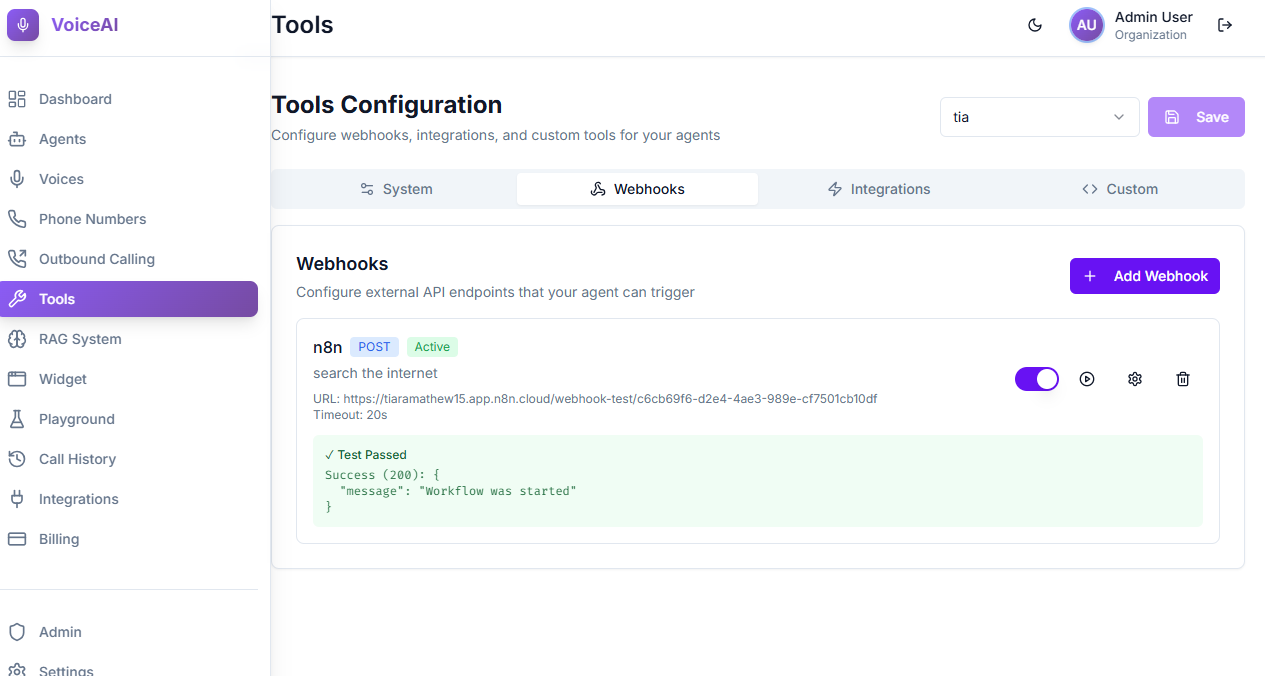 VoiceAI
Tools
AU
Admin User
Organization
Dashboard
Agents
Voices
Phone Numbers
Outbound Calling
Tools
RAG System
Widget
Playground
Call History
Integrations
Billing
Admin
Settings
Tools Configuration
Configure webhooks, integrations, and custom tools for your agents
tia
Save
System
Webhooks
Integrations
Custom
Webhooks
Configure external API endpoints that your agent can trigger
Add Webhook
n8n POST Active
search the internet
URL: https://tiaramathew15.app.n8n.cloud/webhook-test/c6cb69f6-d2e4-4ae3-989e-cf7501cb10df
Timeout: 20s
✓ Test Passed
Success (200): {
"message": "Workflow was started"
}